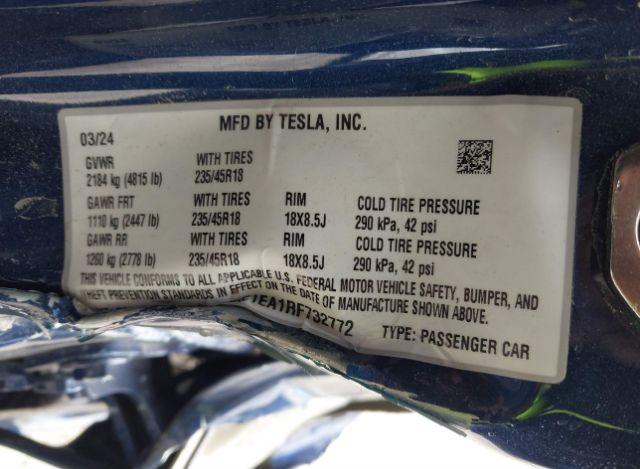 MFD BY TESLA, INC.
03/24
GVWR WITH TIRES
2184 kg (4815 lb) 235/45R18
GAWR FRT WITH TIRES RIM COLD TIRE PRESSURE
1110 kg (2447 lb) 235/45R18 18X8.5J 290 kPa, 42 psi
GAWR RR WITH TIRES RIM COLD TIRE PRESSURE
1260 kg (2778 lb) 235/45R18 18X8.5J 290 kPa, 42 psi
THIS VEHICLE CONFORMS TO ALL APPLICABLE U.S. FEDERAL MOTOR VEHICLE SAFETY, BUMPER, AND
THEFT PREVENTION STANDARDS IN EFFECT ON THE DATE OF MANUFACTURE SHOWN ABOVE.
1EA1RF732772 TYPE: PASSENGER CAR